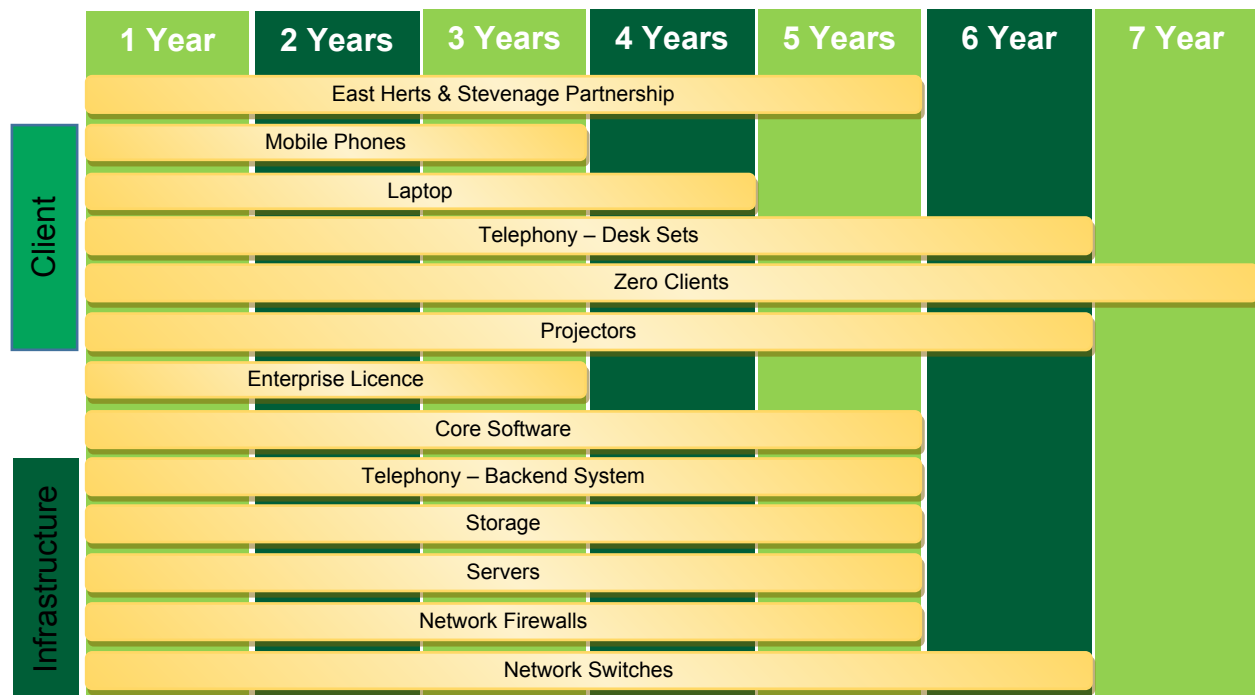 1 Year 2 Years 3 Years 4 Years 5 Years 6 Year 7 Year
East Herts & Stevenage Partnership
Client
Mobile Phones
Laptop
Telephony – Desk Sets
Zero Clients
Projectors
Enterprise Licence
Core Software
Infrastructure
Telephony – Backend System
Storage
Servers
Network Firewalls
Network Switches